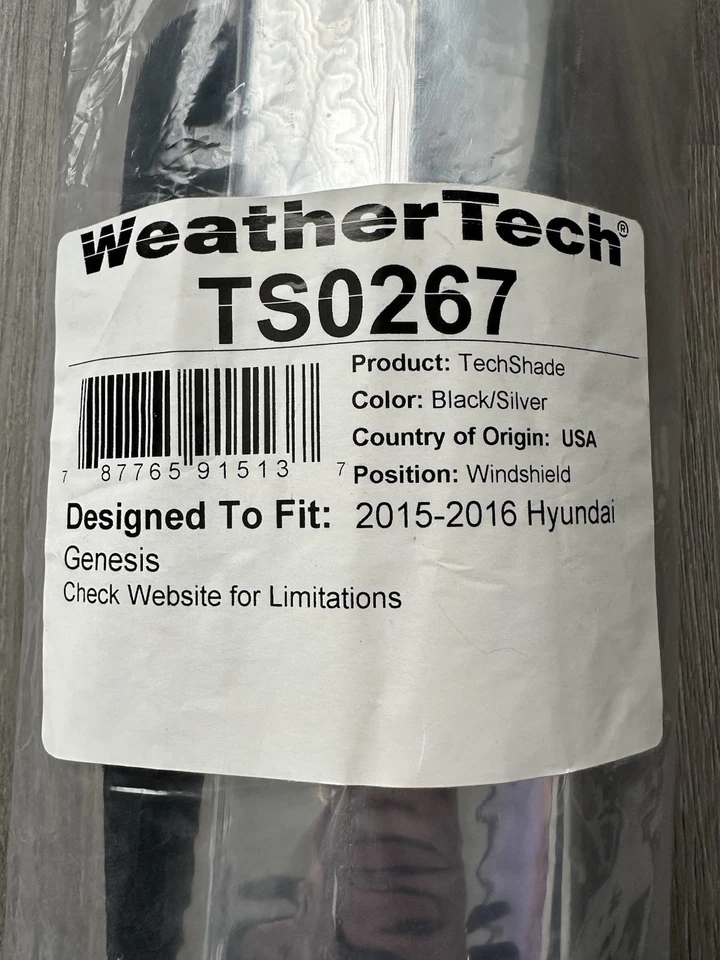 WeatherTech®
TS0267
Product: TechShade
Color: Black/Silver
Country of Origin: USA
Position: Windshield
7 87765 91513 7
Designed To Fit: 2015-2016 Hyundai
Genesis
Check Website for Limitations